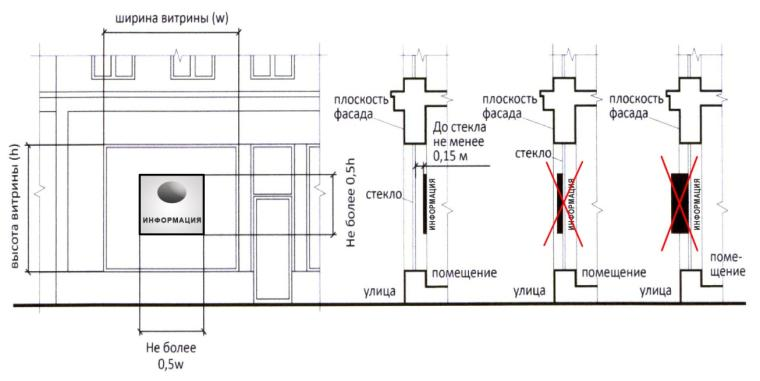 ширина витрины (w)
высота витрины (h)
ИНФОРМАЦИЯ
Не более 0,5h
Не более
0,5w
плоскость
фасада
До стекла
не менее
0,15 м
стекло
ИНФОРМАЦИЯ
помещение
улица
плоскость
фасада
стекло
ИНФОРМАЦИЯ
помещение
улица
плоскость
фасада
ИНФОРМАЦИЯ
поме-
щение
улица